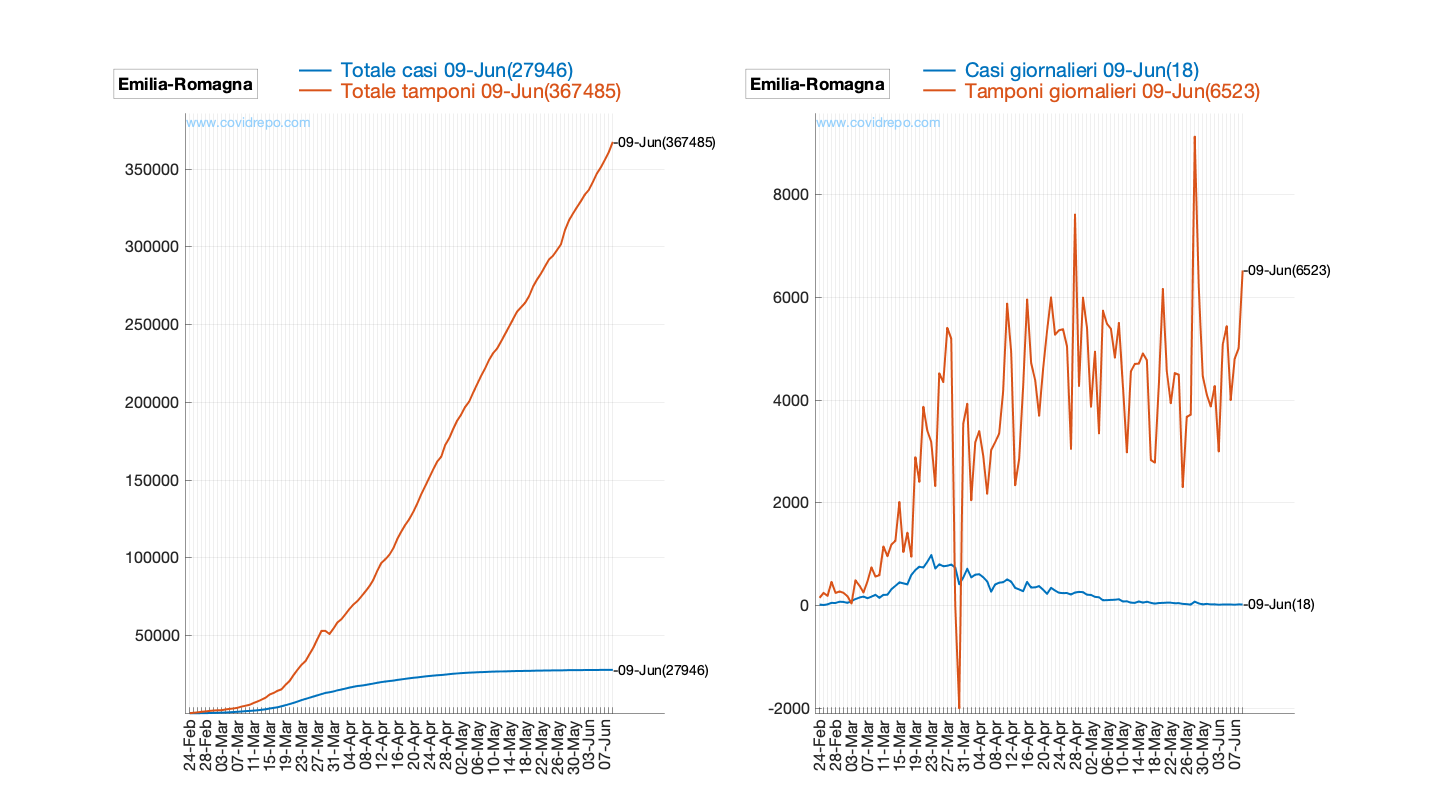 Emilia-Romagna
Totale casi 09-Jun(27946)
Totale tamponi 09-Jun(367485)
www.covidrepo.com
-09-Jun(367485)
350000
300000
250000
200000
150000
100000
50000
-09-Jun(27946)
24-Feb
28-Feb
03-Mar
07-Mar
11-Mar
15-Mar
19-Mar
23-Mar
27-Mar
31-Mar
04-Apr
08-Apr
12-Apr
16-Apr
20-Apr
24-Apr
28-Apr
02-May
06-May
10-May
14-May
18-May
22-May
26-May
30-May
03-Jun
07-Jun
Emilia-Romagna
Casi giornalieri 09-Jun(18)
Tamponi giornalieri 09-Jun(6523)
www.covidrepo.com
8000
-09-Jun(6523)
6000
4000
2000
0
-09-Jun(18)
-2000
24-Feb
28-Feb
03-Mar
07-Mar
11-Mar
15-Mar
19-Mar
23-Mar
27-Mar
31-Mar
04-Apr
08-Apr
12-Apr
16-Apr
20-Apr
24-Apr
28-Apr
02-May
06-May
10-May
14-May
18-May
22-May
26-May
30-May
03-Jun
07-Jun